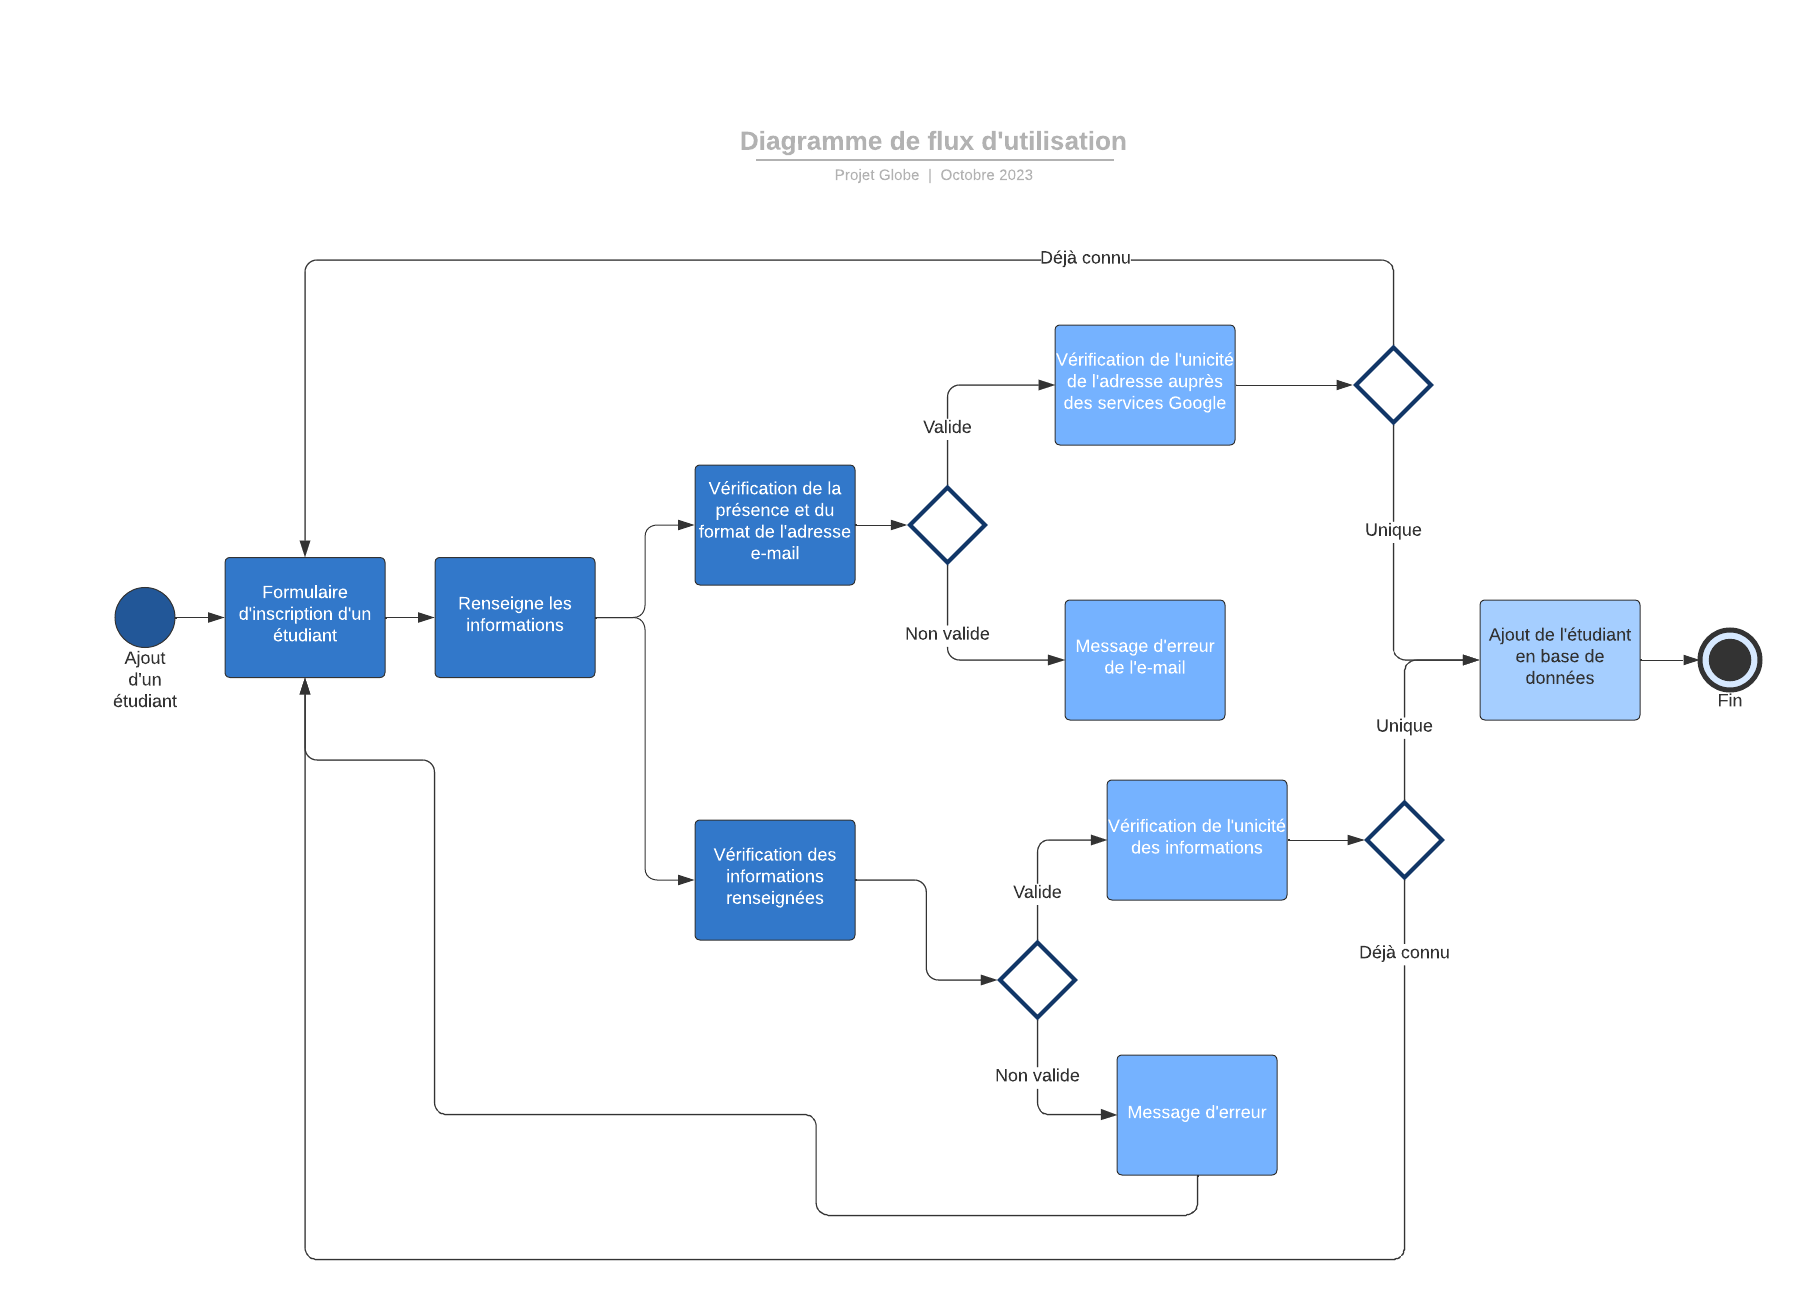 Diagramme de flux d'utilisation
Projet Globe | Octobre 2023
Déjà connu
Vérification de l'unicité
de l'adresse auprès
des services Google
Valide
Vérification de la
présence et du
format de l'adresse
e-mail
Unique
Formulaire
d'inscription d'un
étudiant
Renseigne les
informations
Non valide
Message d'erreur
de l'e-mail
Ajout de l'étudiant
en base de
données
Ajout
d'un
étudiant
Fin
Unique
Vérification de l'unicité
des informations
Vérification des
informations
renseignées
Valide
Déjà connu
Non valide
Message d'erreur